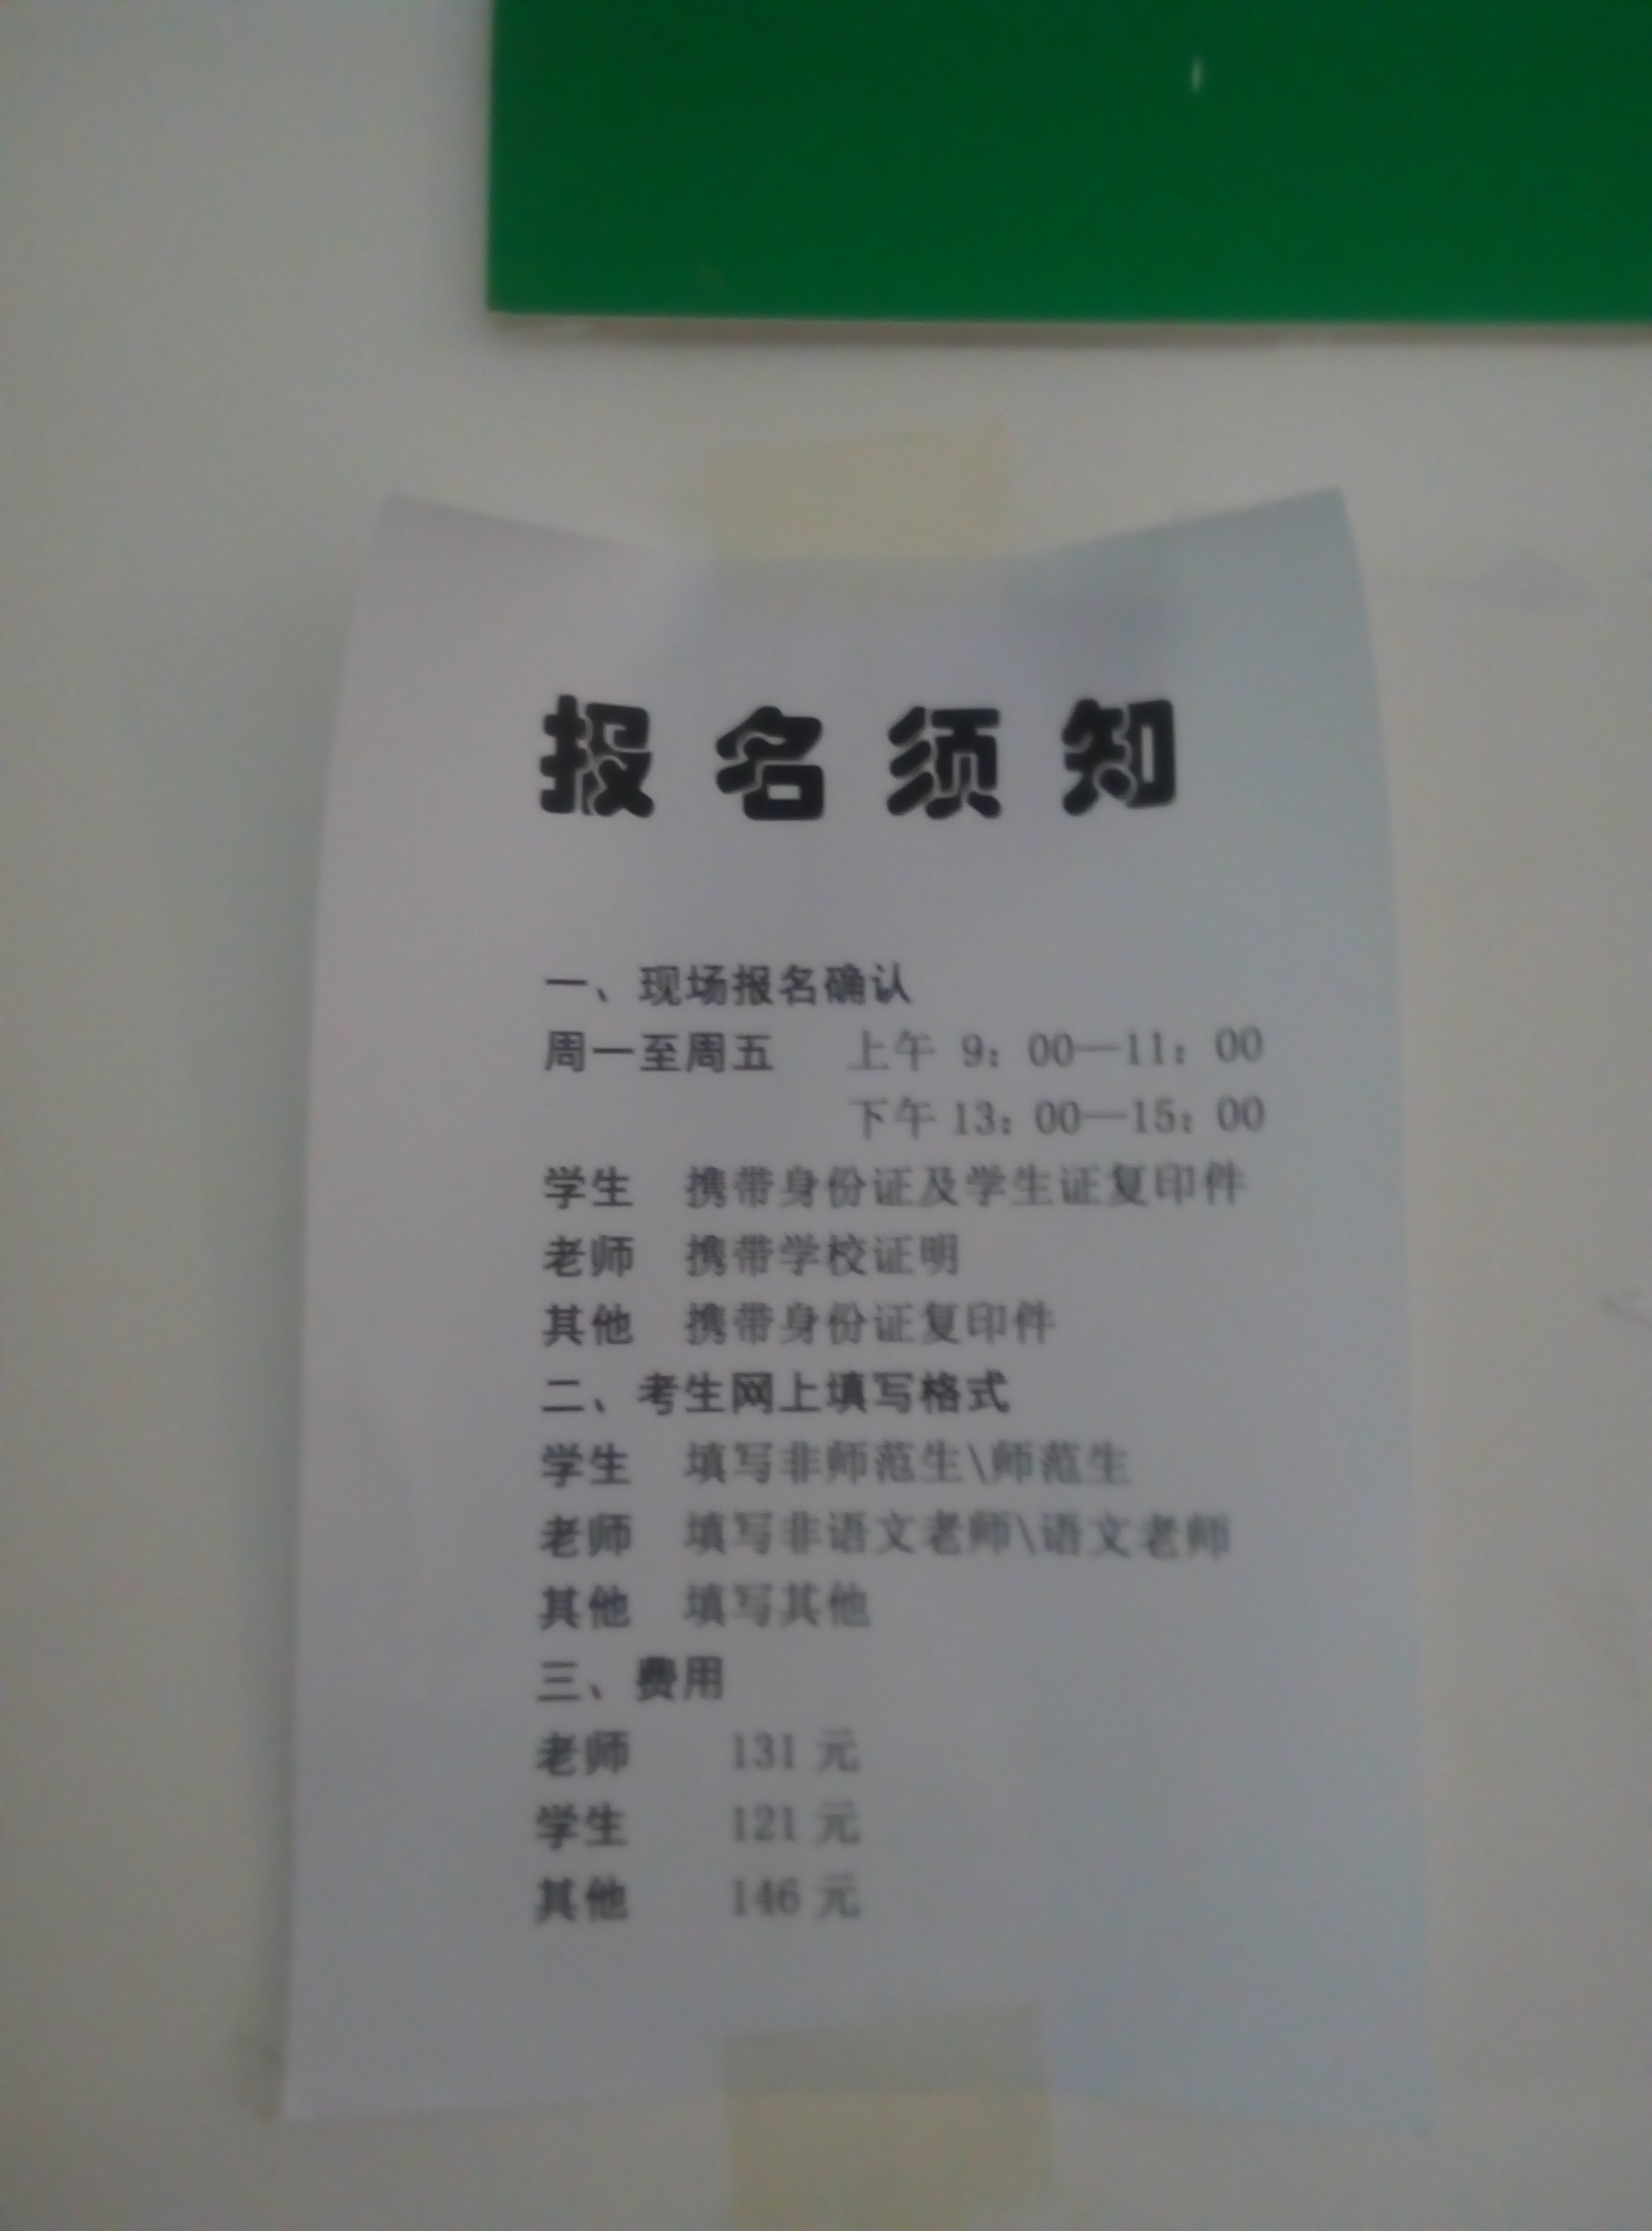 报名须知
一、现场报名确认
周一至周五 上午 9：00—11：00
下午 13：00—15：00
学生 携带身份证及学生证复印件
老师 携带学校证明
其他 携带身份证复印件
二、考生网上填写格式
学生 填写非师范生\师范生
老师 填写非语文老师\语文老师
其他 填写其他
三、费用
老师 131 元
学生 121 元
其他 146 元